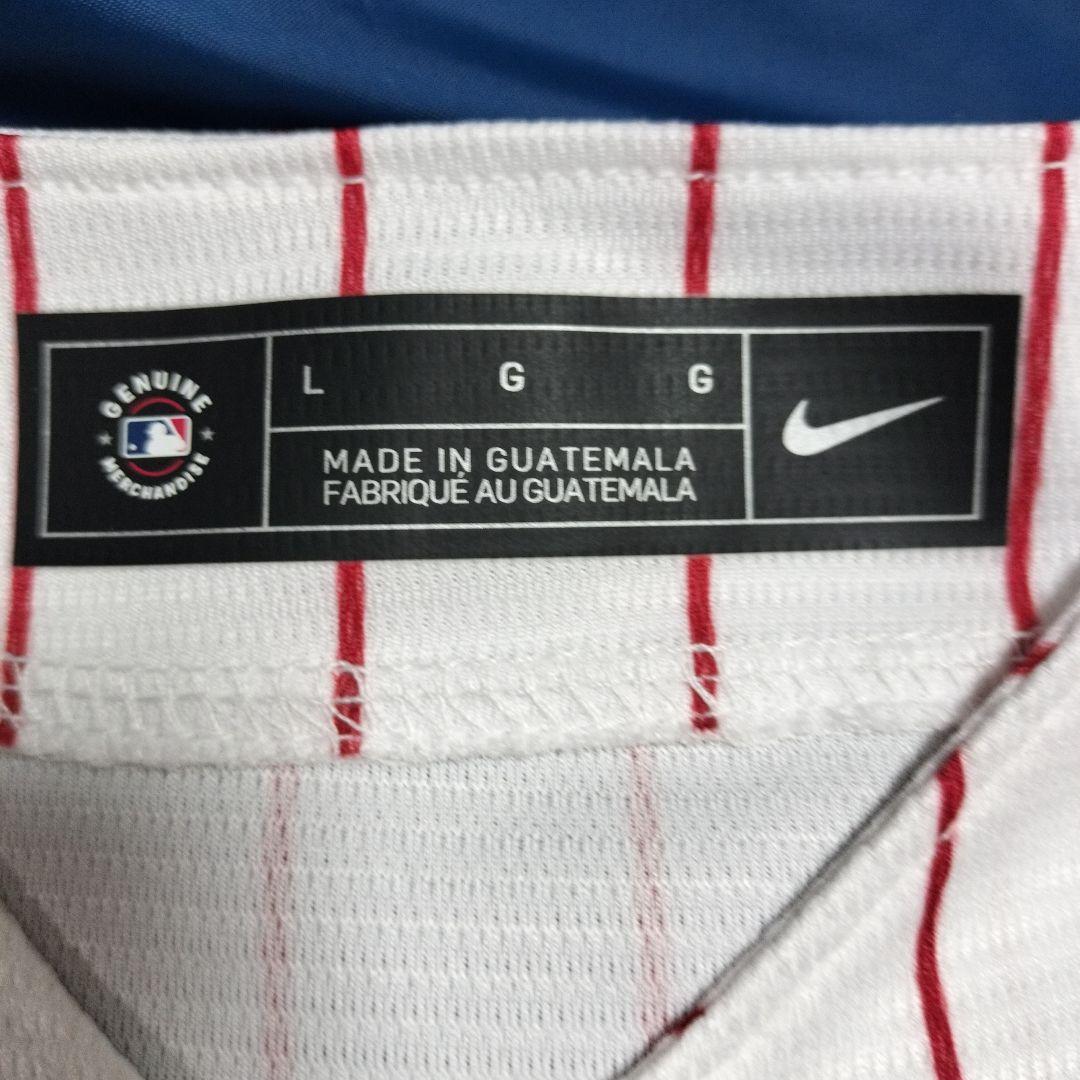 GENUINE
MERCHANDISE
L G G
MADE IN GUATEMALA
FABRIQUÉ AU GUATEMALA